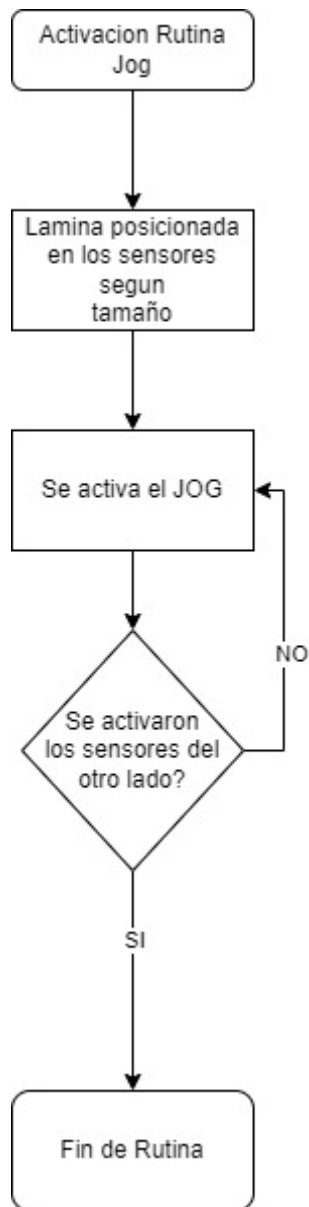 Activacion Rutina
Jog
Lamina posicionada
en los sensores
segun
tamaño
Se activa el JOG
NO
Se activaron
los sensores del
otro lado?
SI
Fin de Rutina